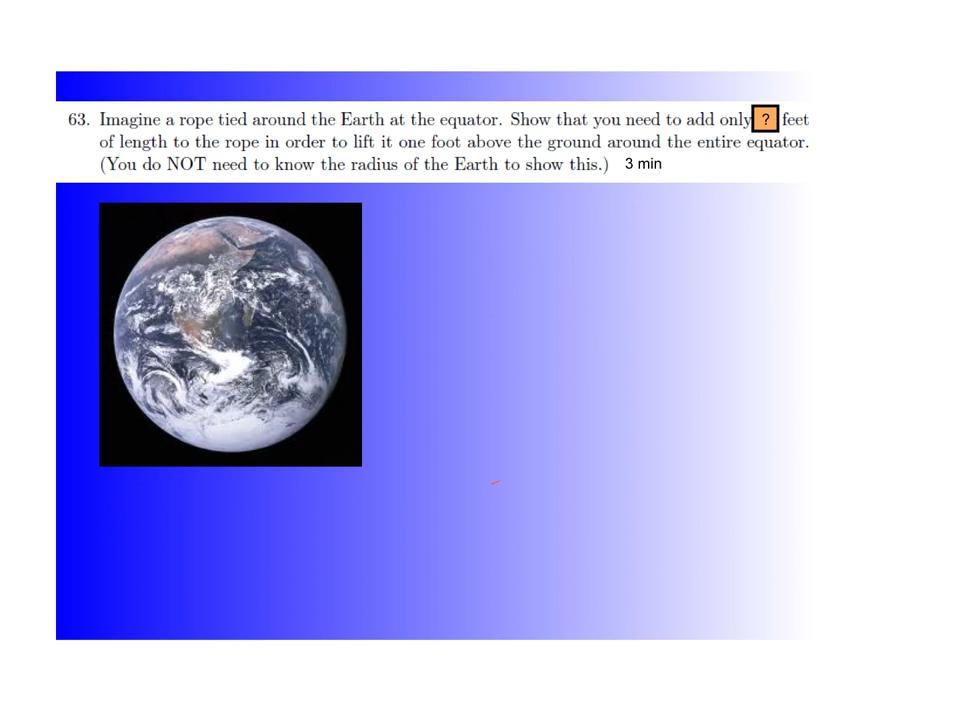 63. Imagine a rope tied around the Earth at the equator. Show that you need to add only ? feet
of length to the rope in order to lift it one foot above the ground around the entire equator.
(You do NOT need to know the radius of the Earth to show this.) 3 min